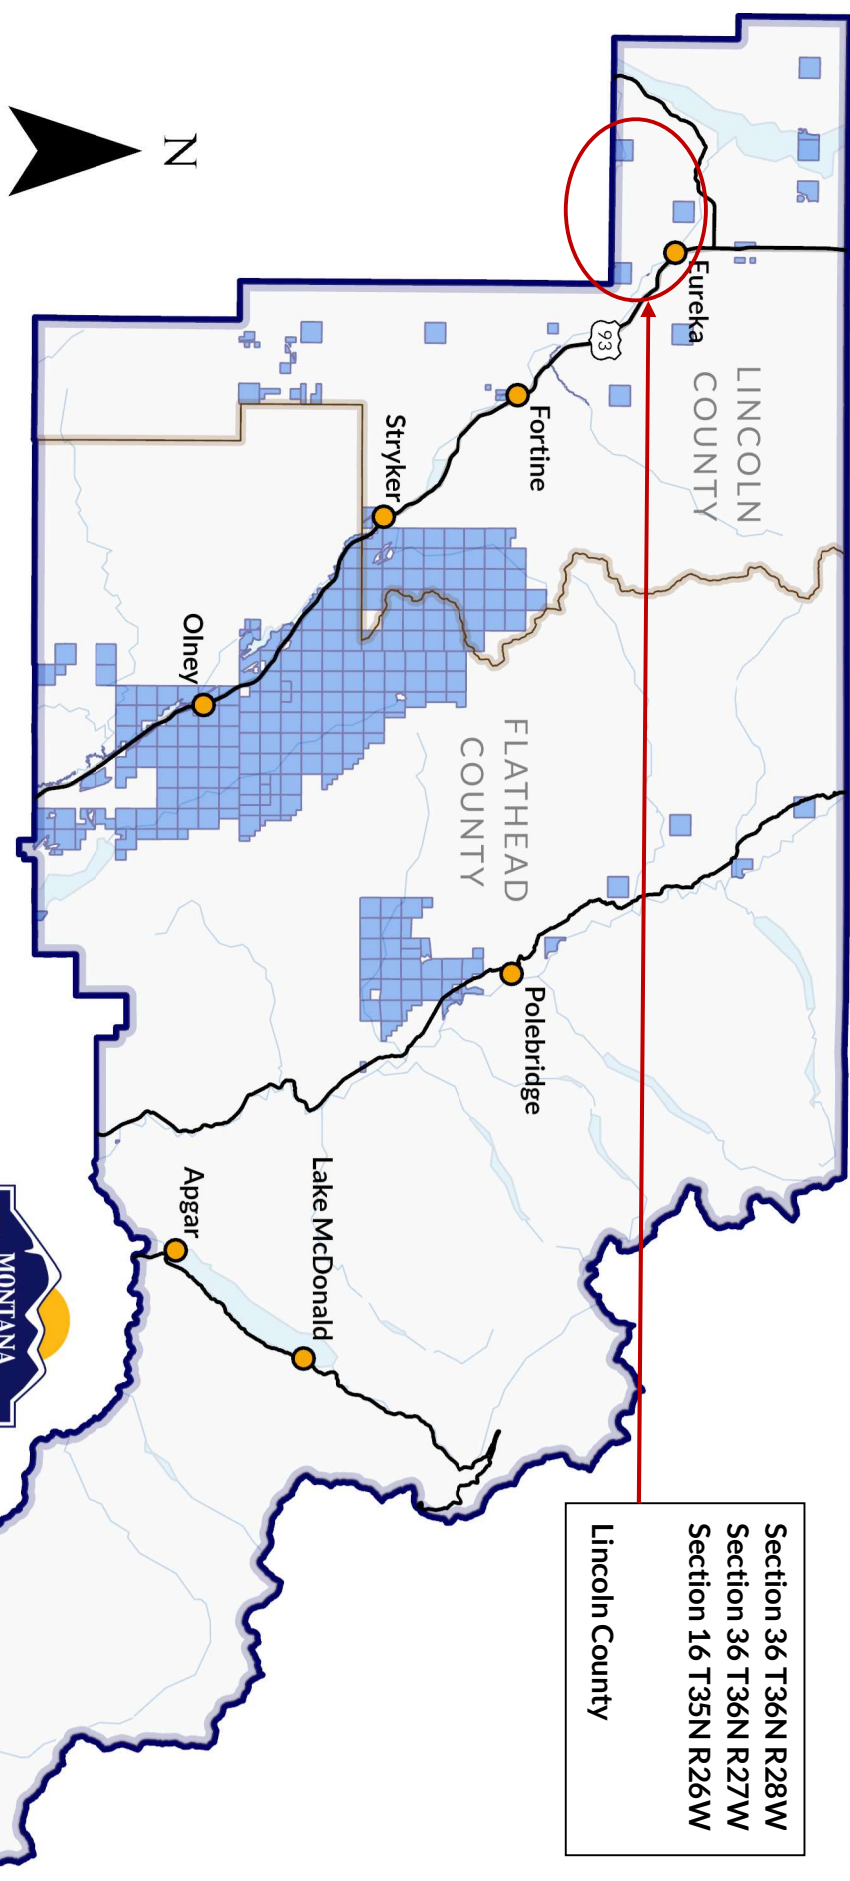 Section 36 T36N R28W
Section 36 T36N R27W
Section 16 T35N R26W
Lincoln County
N
LINCOLN
COUNTY
Eureka
93
Fortine
Stryker
Olney
FLATHEAD
COUNTY
Polebridge
Lake McDonald
Apgar
MONTANA